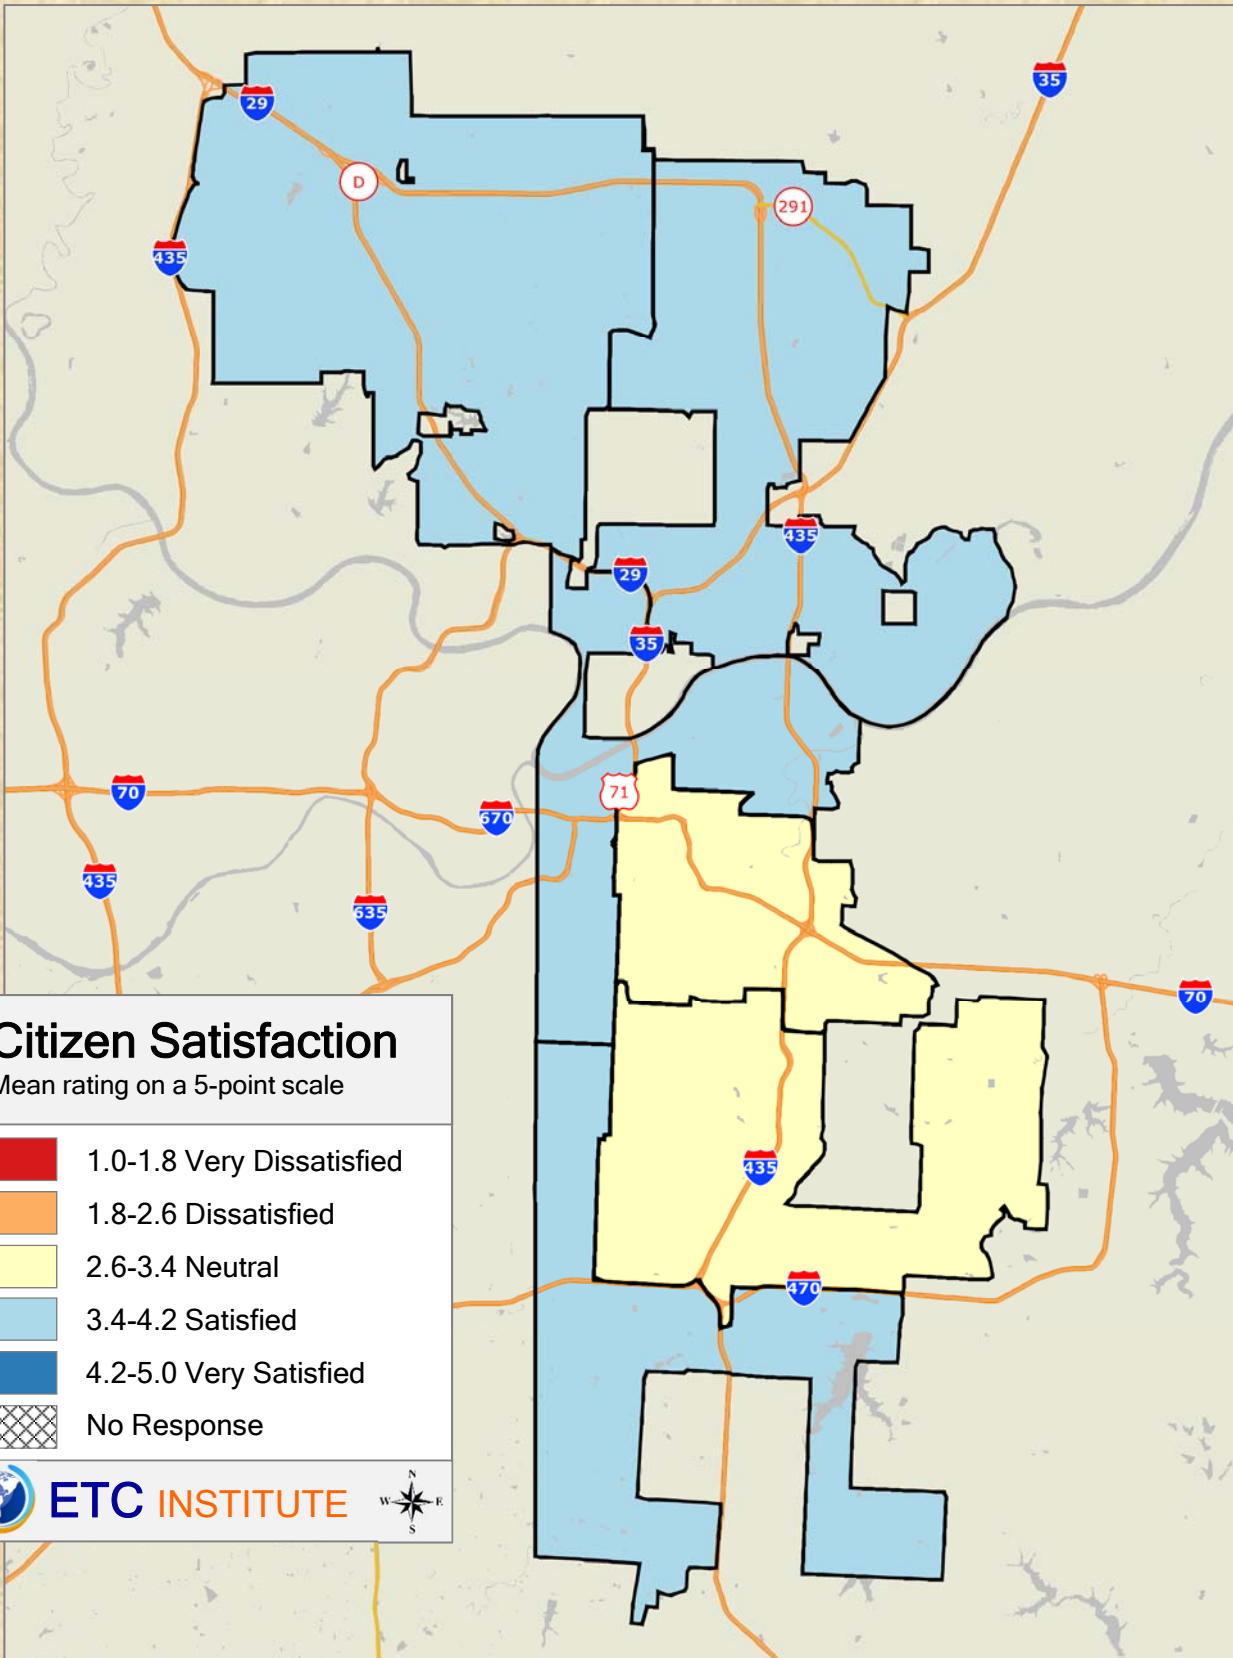 35
29
D
291
435
435
29
35
70
71
670
435
635
70
Citizen Satisfaction
Mean rating on a 5-point scale
1.0-1.8 Very Dissatisfied
435
1.8-2.6 Dissatisfied
2.6-3.4 Neutral
470
3.4-4.2 Satisfied
4.2-5.0 Very Satisfied
No Response
ETC INSTITUTE
N
W E
S